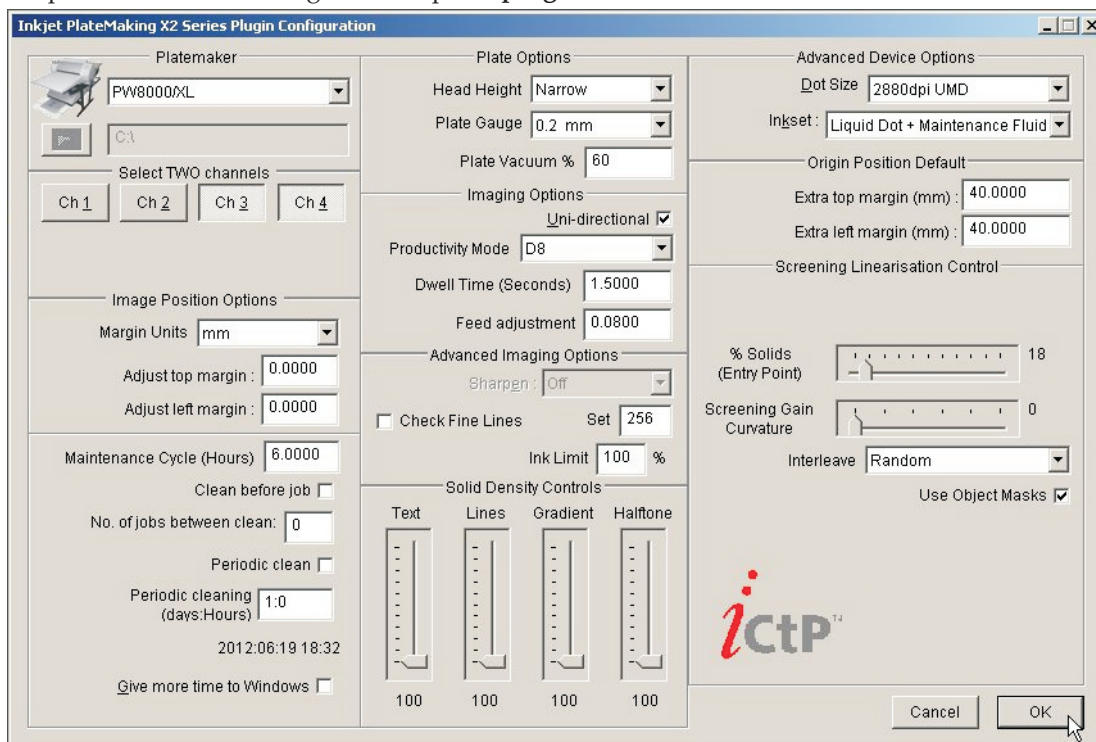 Inkjet PlateMaking X2 Series Plugin Configuration
Platemaker
PW8000/XL
C:\
Select TWO channels
Ch 1
Ch 2
Ch 3
Ch 4
Image Position Options
Margin Units
mm
Adjust top margin :
0.0000
Adjust left margin :
0.0000
Maintenance Cycle (Hours)
6.0000
Clean before job
No. of jobs between clean:
0
Periodic clean
Periodic cleaning
(days:Hours)
1:0
2012:06:19 18:32
Give more time to Windows
Plate Options
Head Height
Narrow
Plate Gauge
0.2 mm
Plate Vacuum %
60
Imaging Options
Uni-directional
Productivity Mode
D8
Dwell Time (Seconds)
1.5000
Feed adjustment
0.0800
Advanced Imaging Options
Sharpen :
Off
Check Fine Lines
Set
256
Ink Limit
100
%
Solid Density Controls
Text
Lines
Gradient
Halftone
100
100
100
100
Advanced Device Options
Dot Size
2880dpi UMD
Inkset :
Liquid Dot + Maintenance Fluid
Origin Position Default
Extra top margin (mm) :
40.0000
Extra left margin (mm) :
40.0000
Screening Linearisation Control
% Solids
(Entry Point)
18
Screening Gain
Curvature
0
Interleave
Random
Use Object Masks
iCtP
Cancel
OK